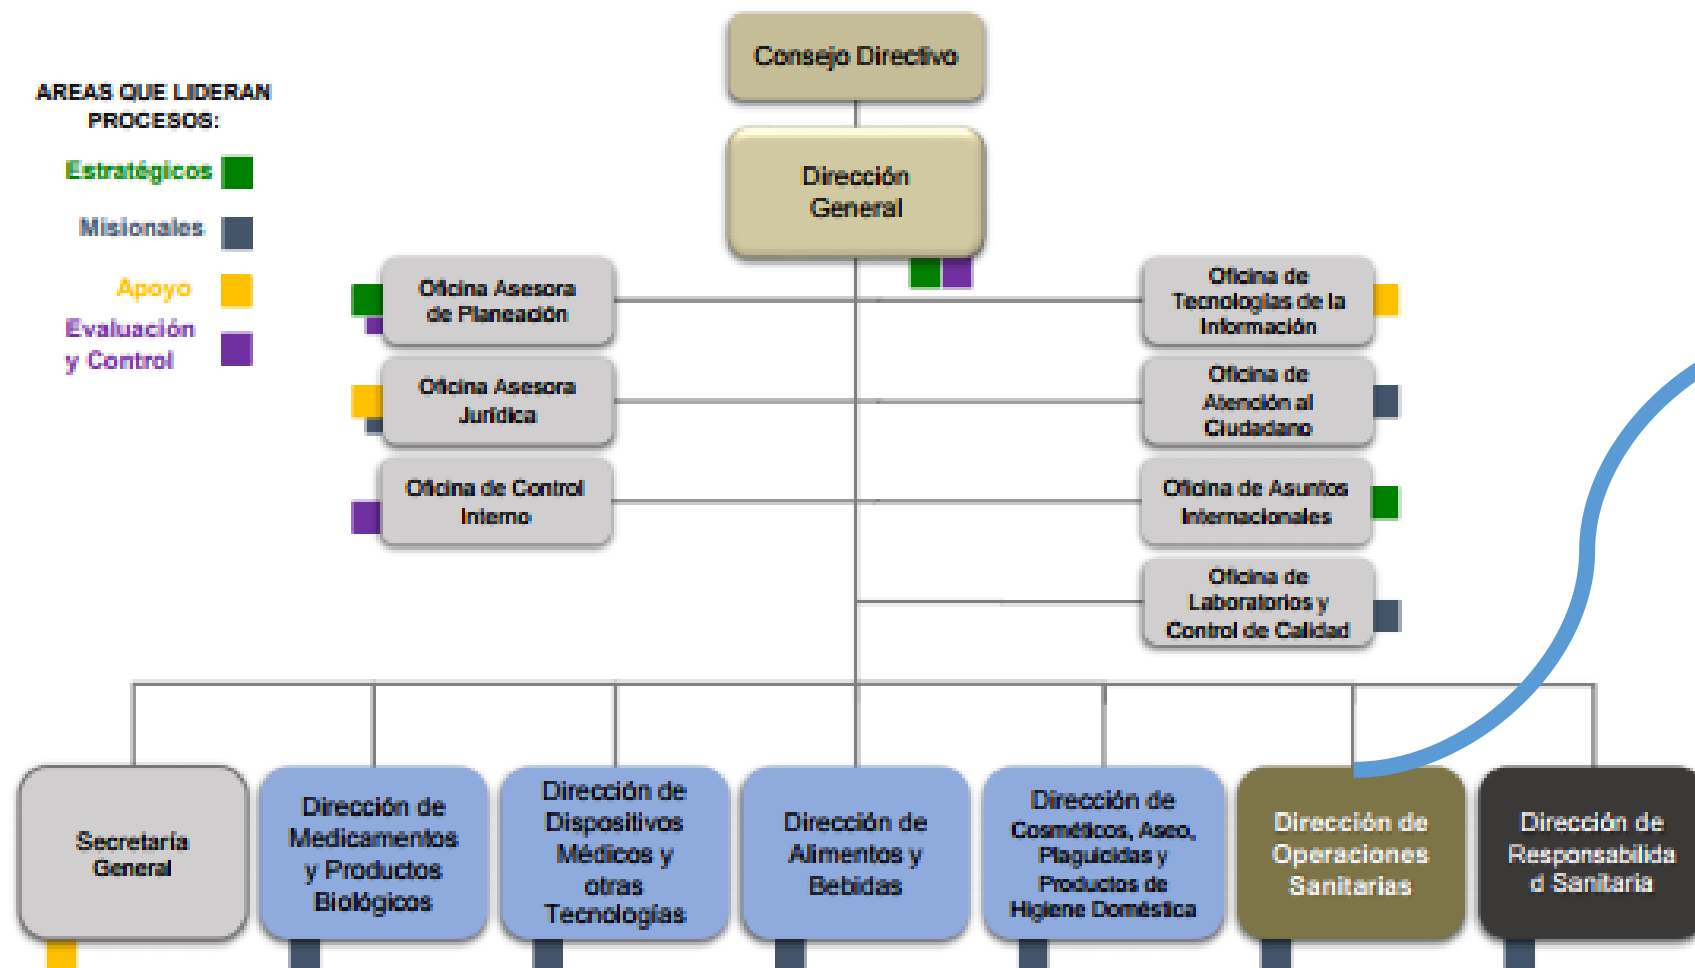 Consejo Directivo
AREAS QUE LIDERAN
PROCESOS:
Estratégicos
Misionales
Apoyo
Evaluación
y Control
Dirección
General
Oficina Asesora
de Planeación
Oficina de
Tecnologías de la
Información
Oficina Asesora
Jurídica
Oficina de
Atención al
Ciudadano
Oficina de Control
Interno
Oficina de Asuntos
Internacionales
Oficina de
Laboratorios y
Control de Calidad
Secretaría
General
Dirección de
Medicamentos
y Productos
Biológicos
Dirección de
Dispositivos
Médicos y
otras
Tecnologías
Dirección de
Alimentos y
Bebidas
Dirección de
Cosméticos, Aseo,
Plaguicidas y
Productos de
Higiene Doméstica
Dirección de
Operaciones
Sanitarias
Dirección de
Responsabilida
d Sanitaria